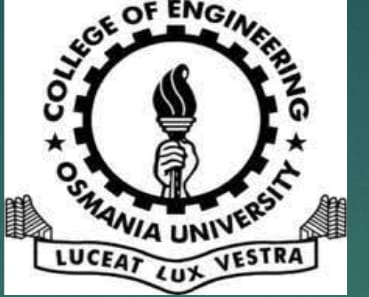 COLLEGE OF ENGINEERING
OSMANIA UNIVERSITY
LUCEAT LUX VESTRA